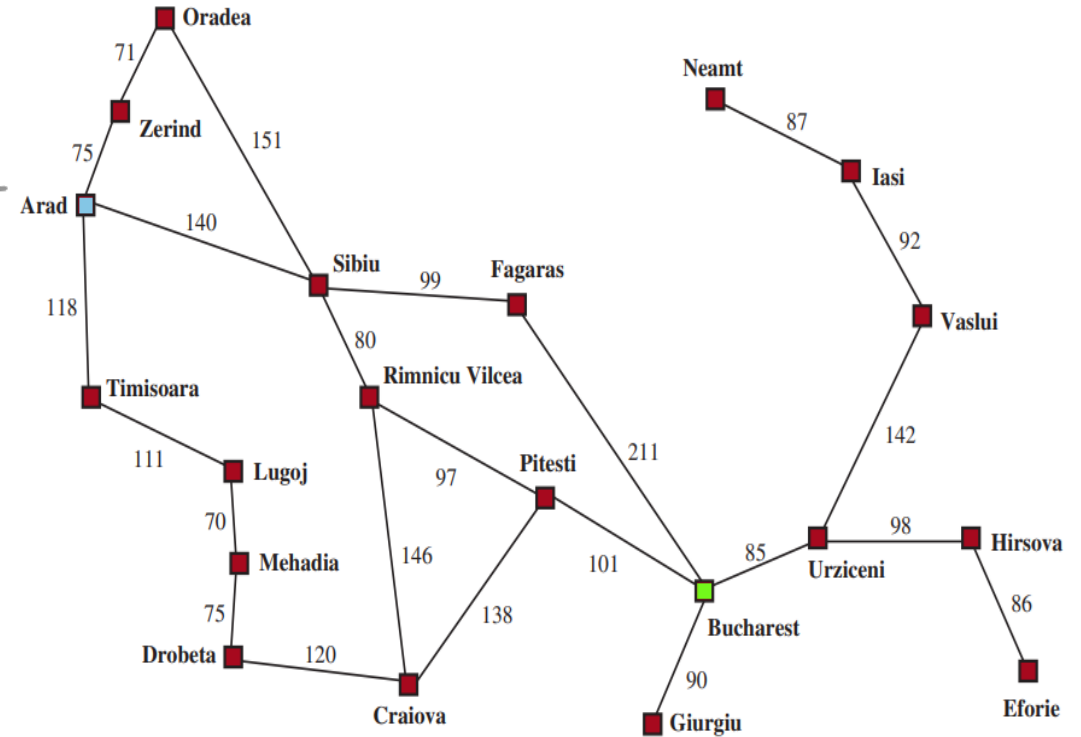 Oradea
71
Neamt
87
Zerind
151
75
Iasi
Arad
140
92
Sibiu
Fagaras
99
118
Vaslui
80
Rimnicu Vilcea
Timisoara
142
111
211
Lugoj
97
Pitesti
70
98
Hirsova
146
85
Urziceni
Mehadia
101
86
75
138
Bucharest
Drobeta
120
90
Eforie
Craiova
Giurgiu